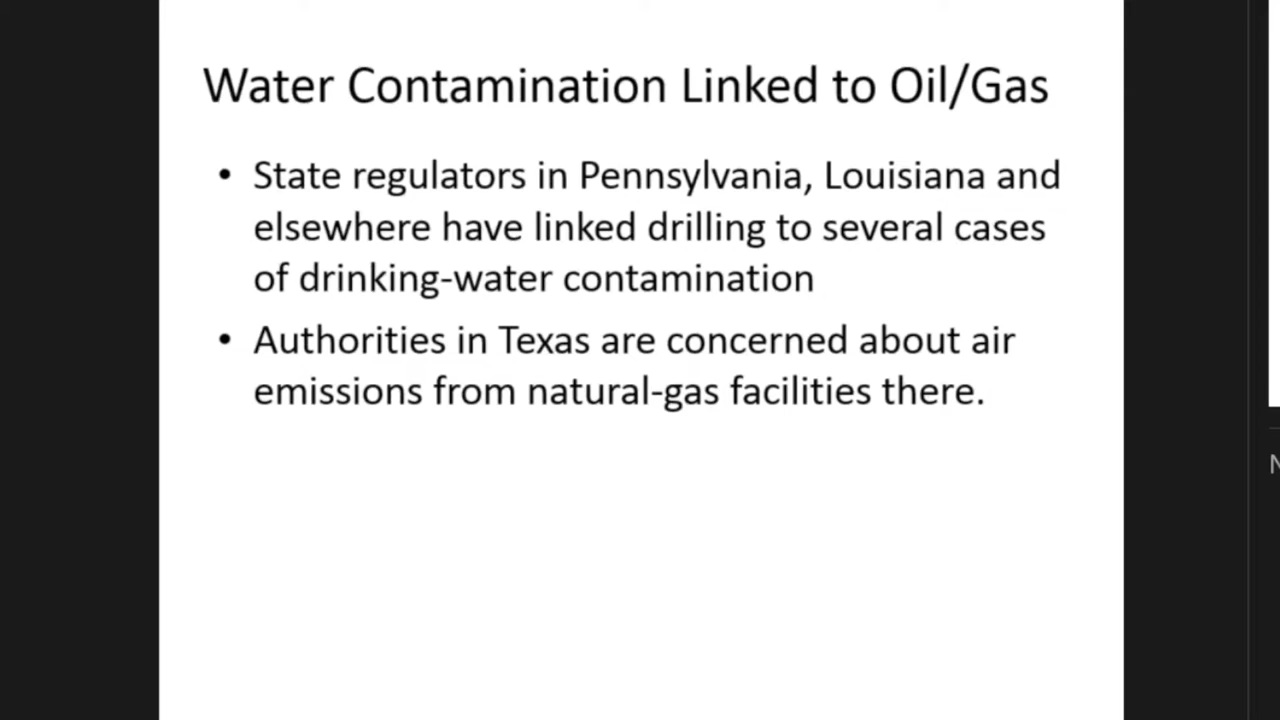 Water Contamination Linked to Oil/Gas
• State regulators in Pennsylvania, Louisiana and
elsewhere have linked drilling to several cases
of drinking-water contamination
• Authorities in Texas are concerned about air
emissions from natural-gas facilities there.